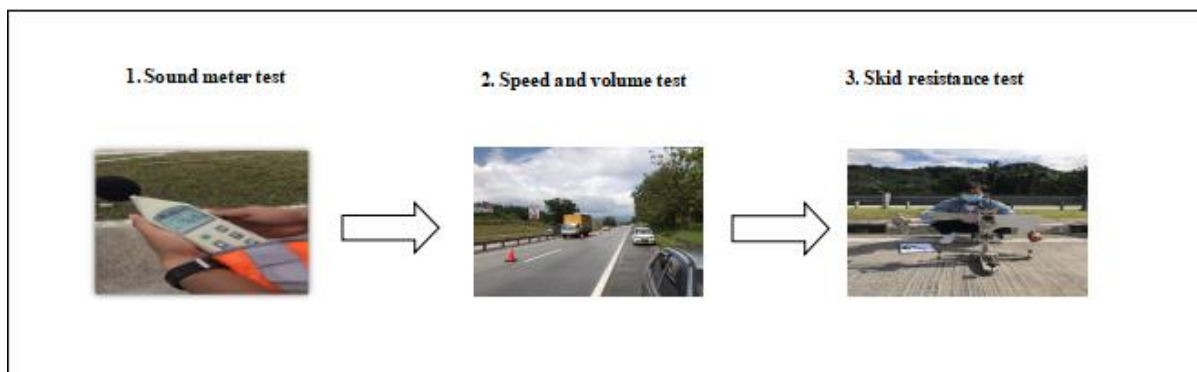 1. Sound meter test
2. Speed and volume test
3. Skid resistance test